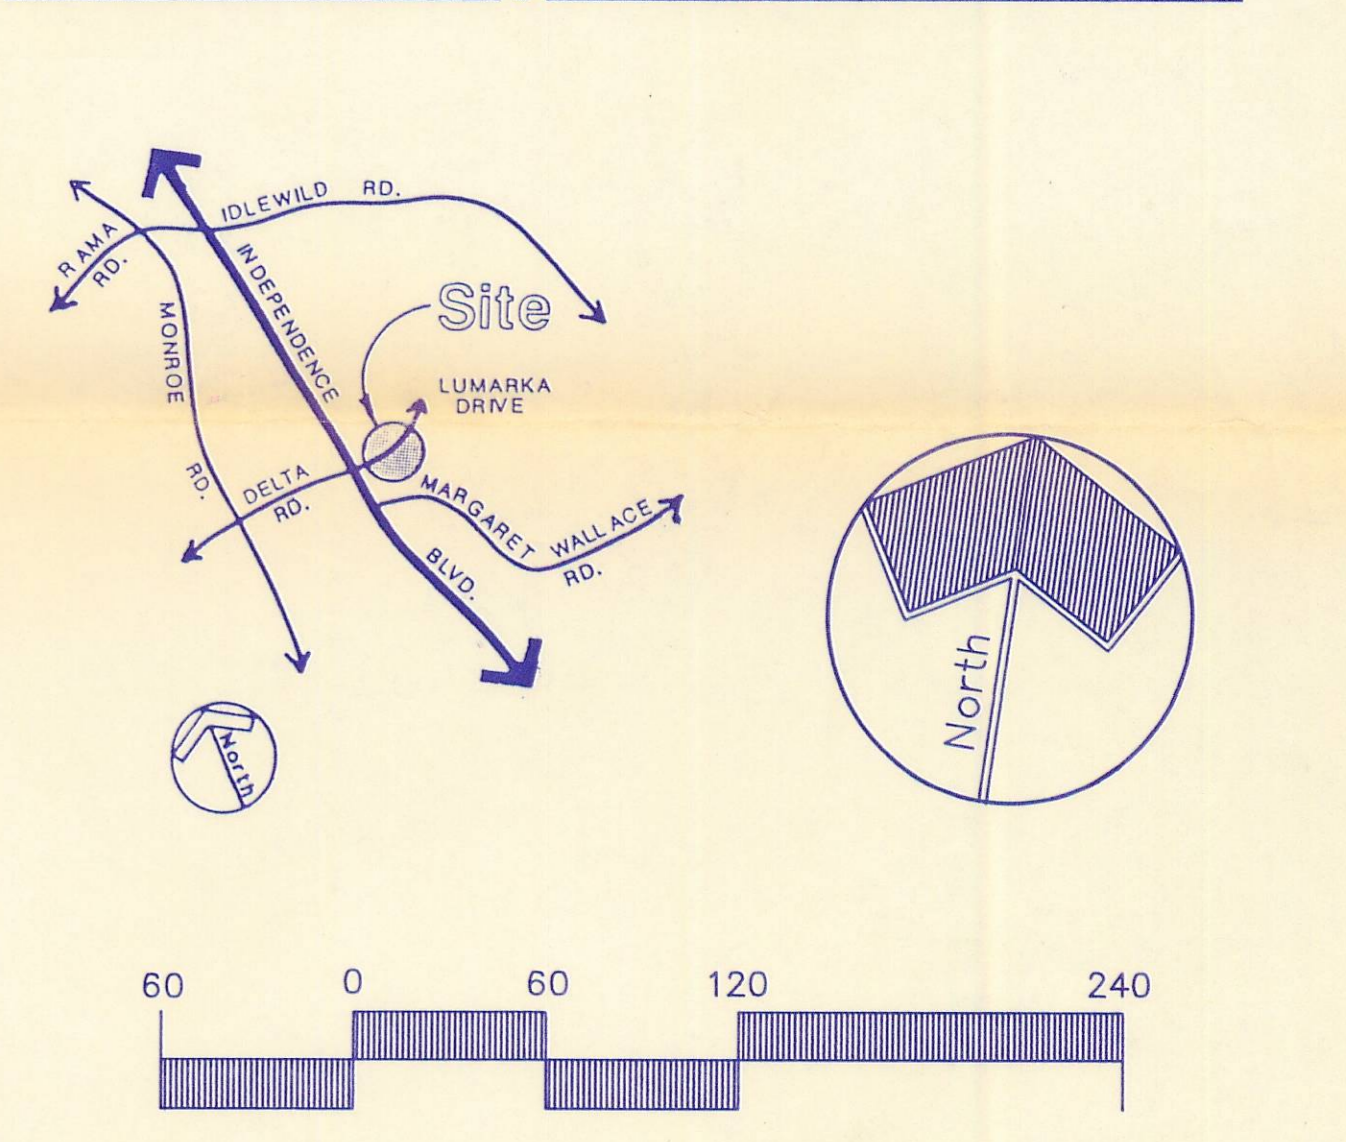 IDLEWILD RD.
RAMA
RD.
INDEPENDENCE
BLVD.
Site
MONROE
RD.
LUMARKA
DRIVE
DELTA
RD.
MARGARET WALLACE
RD.
North
North
60 0 60 120 240